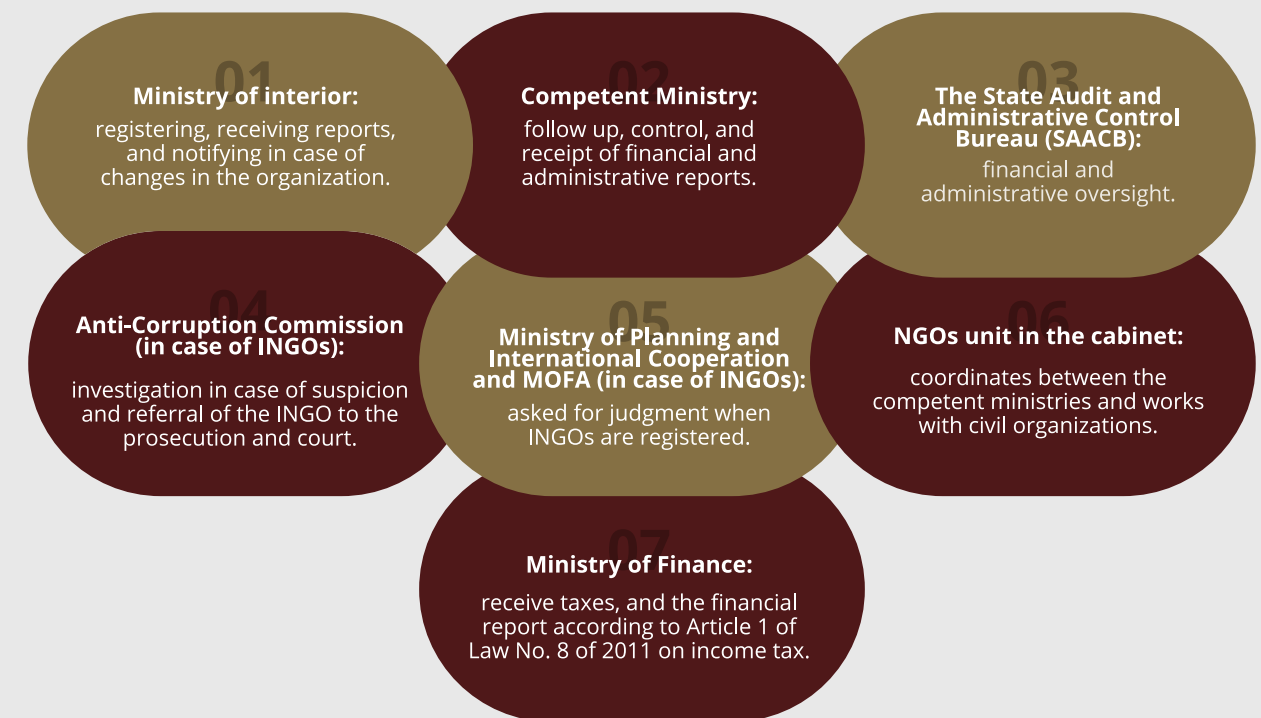 01
Ministry of interior:
registering, receiving reports,
and notifying in case of
changes in the organization.
02
Competent Ministry:
follow up, control, and
receipt of financial and
administrative reports.
03
The State Audit and
Administrative Control
Bureau (SAACB):
financial and
administrative oversight.
04
Anti-Corruption Commission
(in case of INGOs):
investigation in case of suspicion
and referral of the INGO to the
prosecution and court.
05
Ministry of Planning and
International Cooperation
and MOFA (in case of INGOs):
asked for judgment when
INGOs are registered.
06
NGOs unit in the cabinet:
coordinates between the
competent ministries and works
with civil organizations.
07
Ministry of Finance:
receive taxes, and the financial
report according to Article 1 of
Law No. 8 of 2011 on income tax.